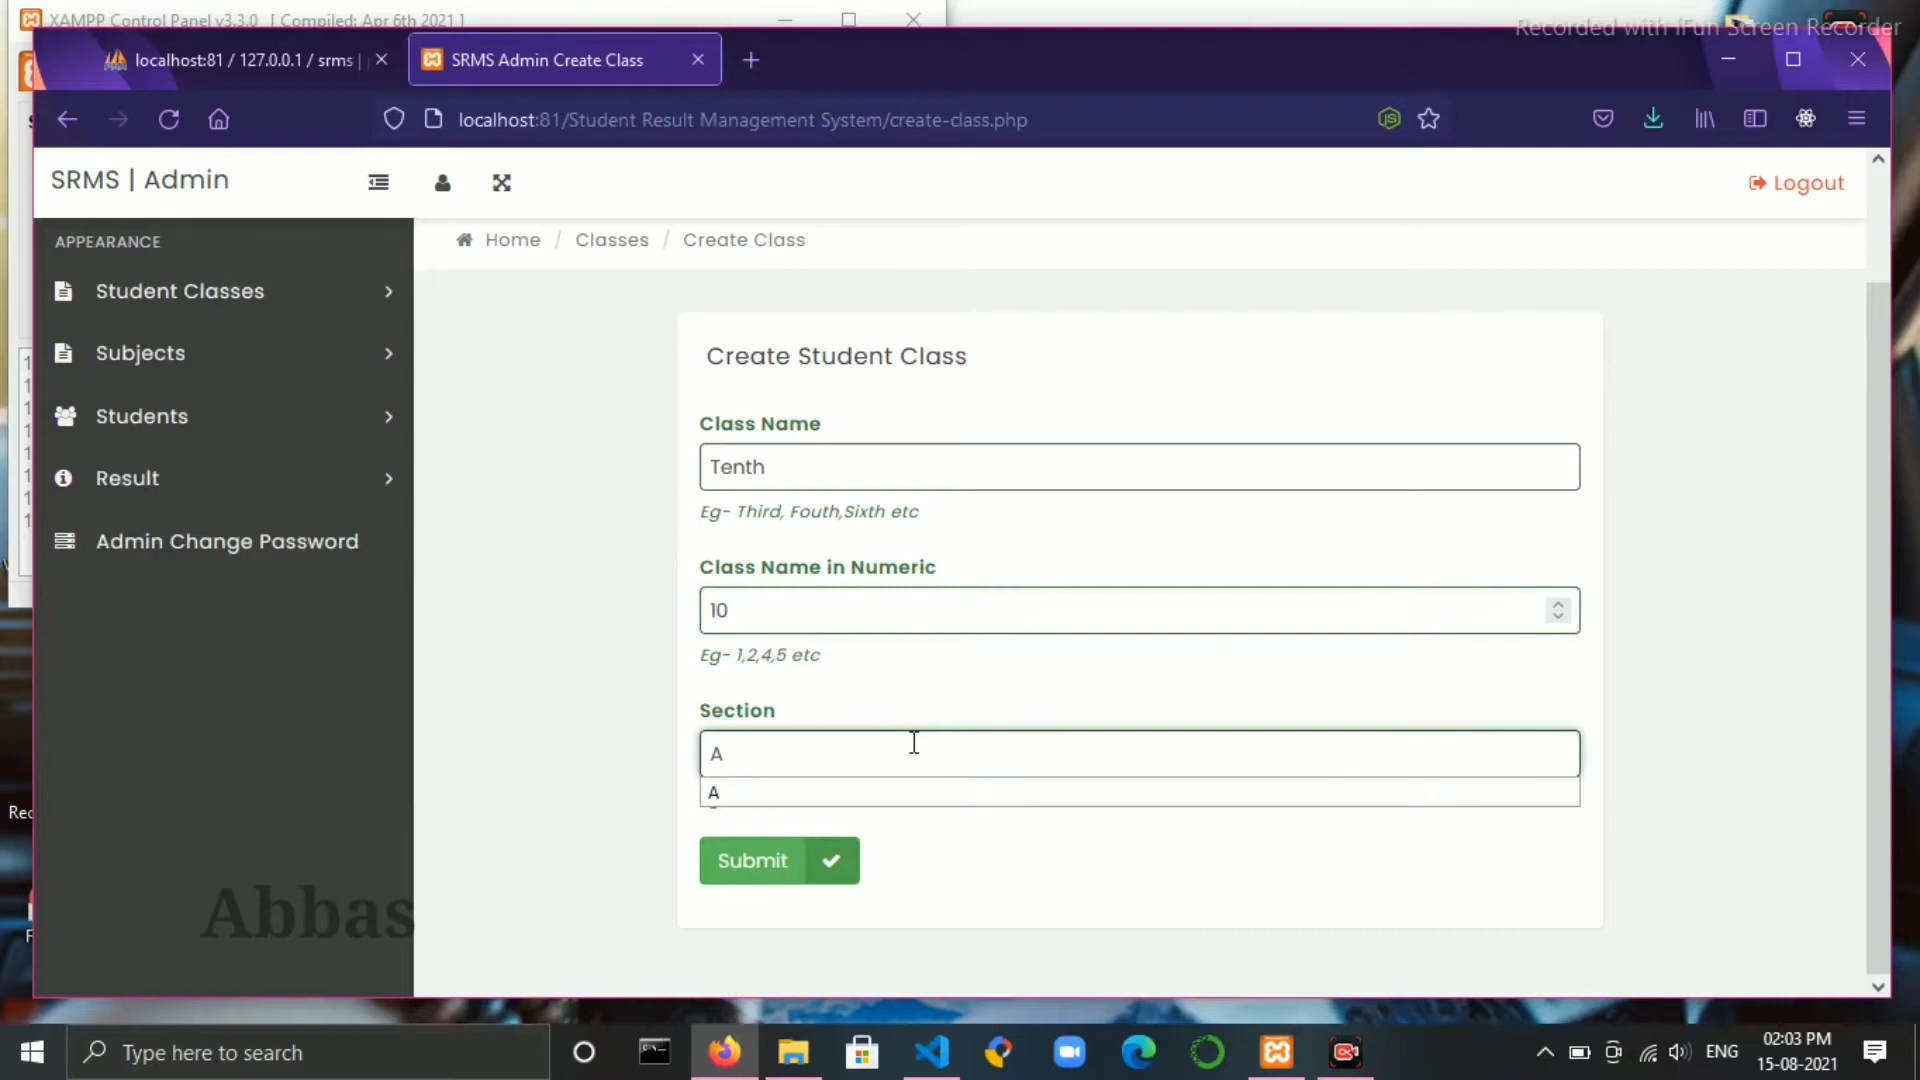 XAMPP Control Panel v3.3.0 [ Compiled: Apr 6th 2021 ]
Recorded with iFun Screen Recorder
localhost:81 / 127.0.0.1 / srms |
SRMS Admin Create Class
localhost:81/Student Result Management System/create-class.php
SRMS | Admin
Logout
APPEARANCE
Home / Classes / Create Class
Student Classes
Subjects
Students
Result
Admin Change Password
Create Student Class
Class Name
Tenth
Eg- Third, Fouth,Sixth etc
Class Name in Numeric
10
Eg- 1,2,4,5 etc
Section
A
A
Submit
Abbas
Type here to search
ENG
02:03 PM
15-08-2021